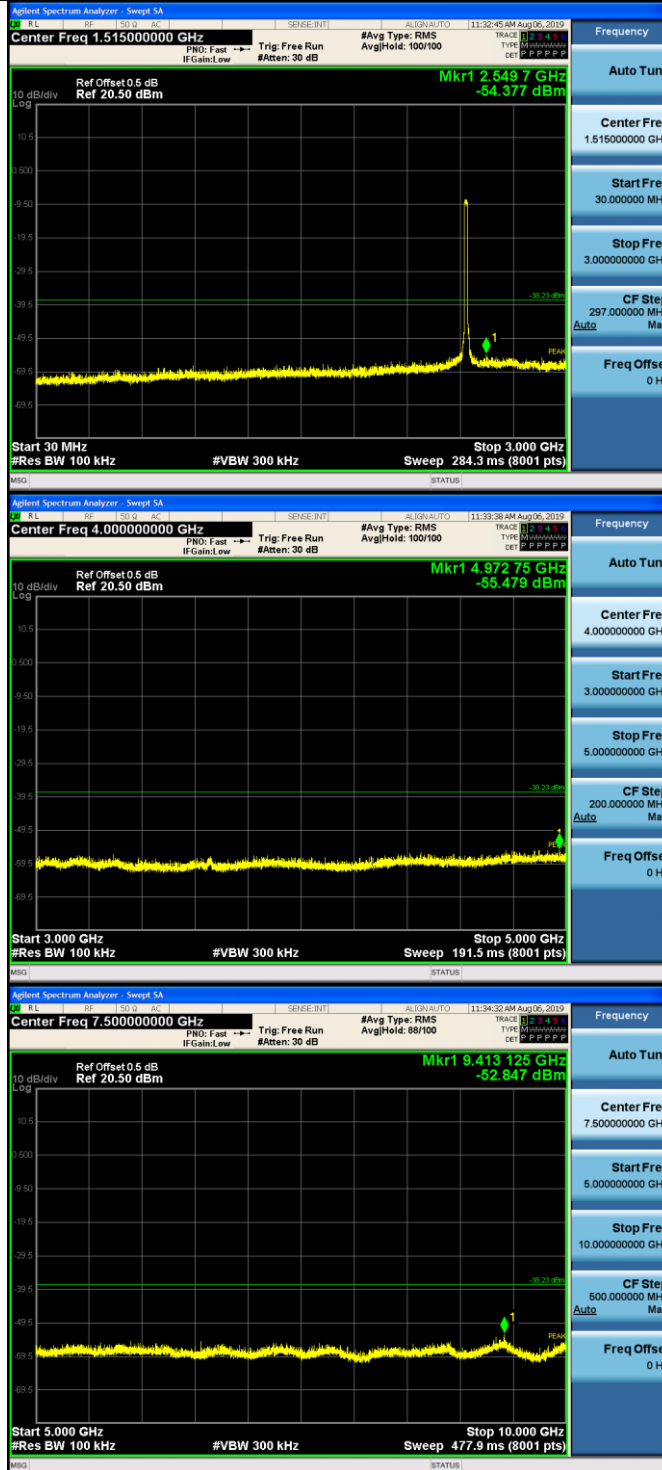 Agilent Spectrum Analyzer - Swept SA
RL RF 50 Ω AC SENSE:INT ALIGNAUTO 11:32:45 AM Aug 06, 2019
Center Freq 1.515000000 GHz
PNO: Fast Trig: Free Run
IFGain:Low #Atten: 30 dB
#Avg Type: RMS
Avg|Hold: 100/100
TRACE 1 2 3 4 5 6
TYPE M
DET P P P P P P
Ref Offset 0.5 dB
10 dB/div Ref 20.50 dBm
Log
Mkr1 2.549 7 GHz
-54.377 dBm
10.5
0.500
-9.50
-19.5
-29.5
-38.23 dBm
-39.5
-49.5
1
PEAK
-59.5
-69.5
Start 30 MHz Stop 3.000 GHz
#Res BW 100 kHz #VBW 300 kHz Sweep 284.3 ms (8001 pts)
MSG STATUS
Frequency
Auto Tun
Center Fre
1.515000000 GH
Start Fre
30.000000 MH
Stop Fre
3.000000000 GH
CF Ste
297.000000 MH
Auto Ma
Freq Offse
0 H
Agilent Spectrum Analyzer - Swept SA
RL RF 50 Ω AC SENSE:INT ALIGNAUTO 11:33:38 AM Aug 06, 2019
Center Freq 4.000000000 GHz
PNO: Fast Trig: Free Run
IFGain:Low #Atten: 30 dB
#Avg Type: RMS
Avg|Hold: 100/100
TRACE 1 2 3 4 5 6
TYPE M
DET P P P P P P
Ref Offset 0.5 dB
10 dB/div Ref 20.50 dBm
Log
Mkr1 4.972 75 GHz
-55.479 dBm
10.5
0.500
-9.50
-19.5
-29.5
-38.23 dBm
-39.5
-49.5
1
-59.5
-69.5
Start 3.000 GHz Stop 5.000 GHz
#Res BW 100 kHz #VBW 300 kHz Sweep 191.5 ms (8001 pts)
MSG STATUS
Frequency
Auto Tun
Center Fre
4.000000000 GH
Start Fre
3.000000000 GH
Stop Fre
5.000000000 GH
CF Ste
200.000000 MH
Auto Ma
Freq Offse
0 H
Agilent Spectrum Analyzer - Swept SA
RL RF 50 Ω AC SENSE:INT ALIGNAUTO 11:34:32 AM Aug 06, 2019
Center Freq 7.500000000 GHz
PNO: Fast Trig: Free Run
IFGain:Low #Atten: 30 dB
#Avg Type: RMS
Avg|Hold: 88/100
TRACE 1 2 3 4 5 6
TYPE M
DET P P P P P P
Ref Offset 0.5 dB
10 dB/div Ref 20.50 dBm
Log
Mkr1 9.413 125 GHz
-52.847 dBm
10.5
0.500
-9.50
-19.5
-29.5
-38.23 dBm
-39.5
-49.5
1
PEAK
-59.5
-69.5
Start 5.000 GHz Stop 10.000 GHz
#Res BW 100 kHz #VBW 300 kHz Sweep 477.9 ms (8001 pts)
MSG STATUS
Frequency
Auto Tun
Center Fre
7.500000000 GH
Start Fre
5.000000000 GH
Stop Fre
10.000000000 GH
CF Ste
500.000000 MH
Auto Ma
Freq Offse
0 H